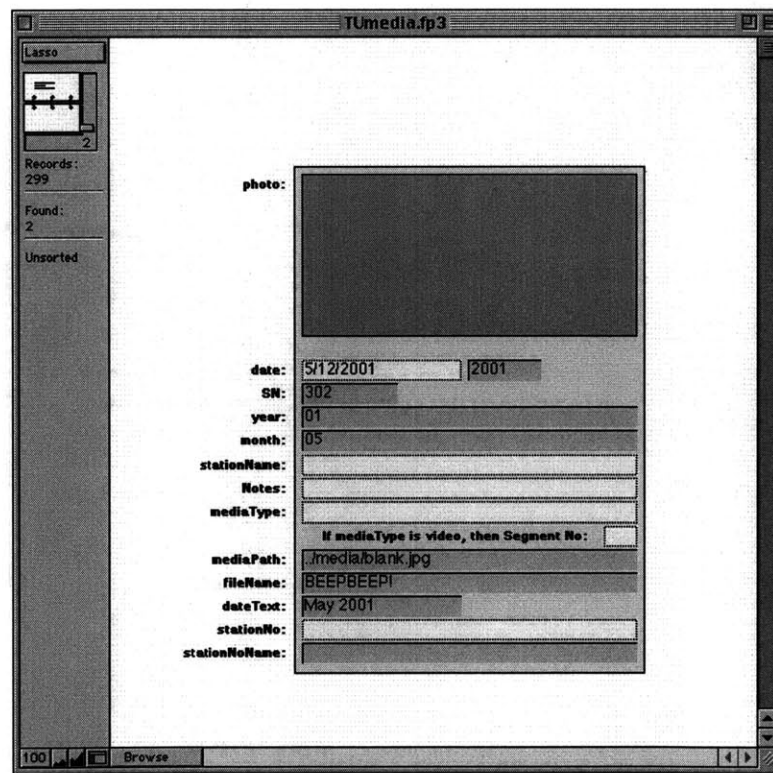 TUmedia.fp3
Lasso
2
Records:
299
Found:
2
Unsorted
photo:
date: 5/12/2001 2001
SN: 302
year: 01
month: 05
stationName:
Notes:
mediaType:
If mediaType is video, then Segment No:
mediaPath: ../media/blank.jpg
fileName: BEEPBEEP!
dateText: May 2001
stationNo:
stationNoName:
100 Browse